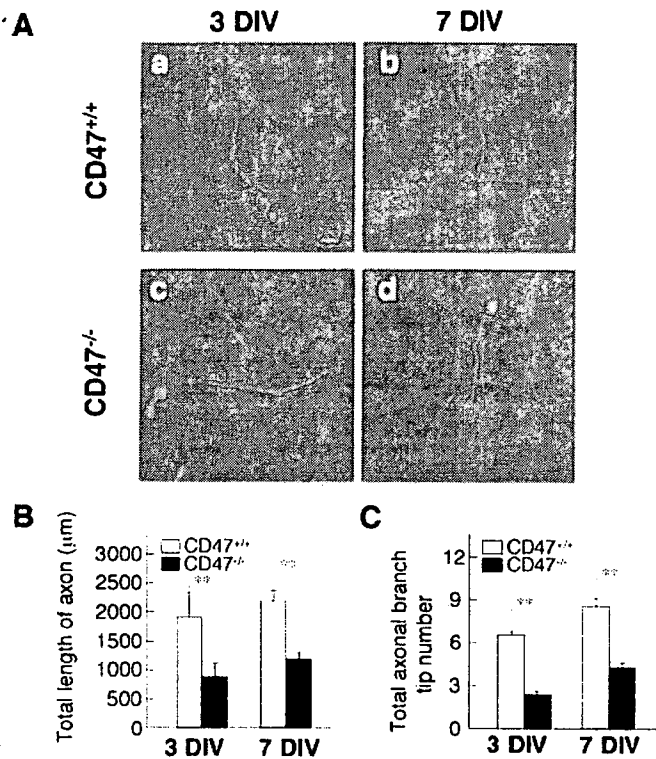 A
3 DIV 7 DIV
CD47+/+
a b
CD47-/-
c d
B
Total length of axon (μm)
CD47+/+
CD47-/-
3000
2500
2000
1500
1000
500
0
** **
3 DIV 7 DIV
C
Total axonal branch
tip number
CD47+/+
CD47-/-
12
9
6
3
0
** **
3 DIV 7 DIV